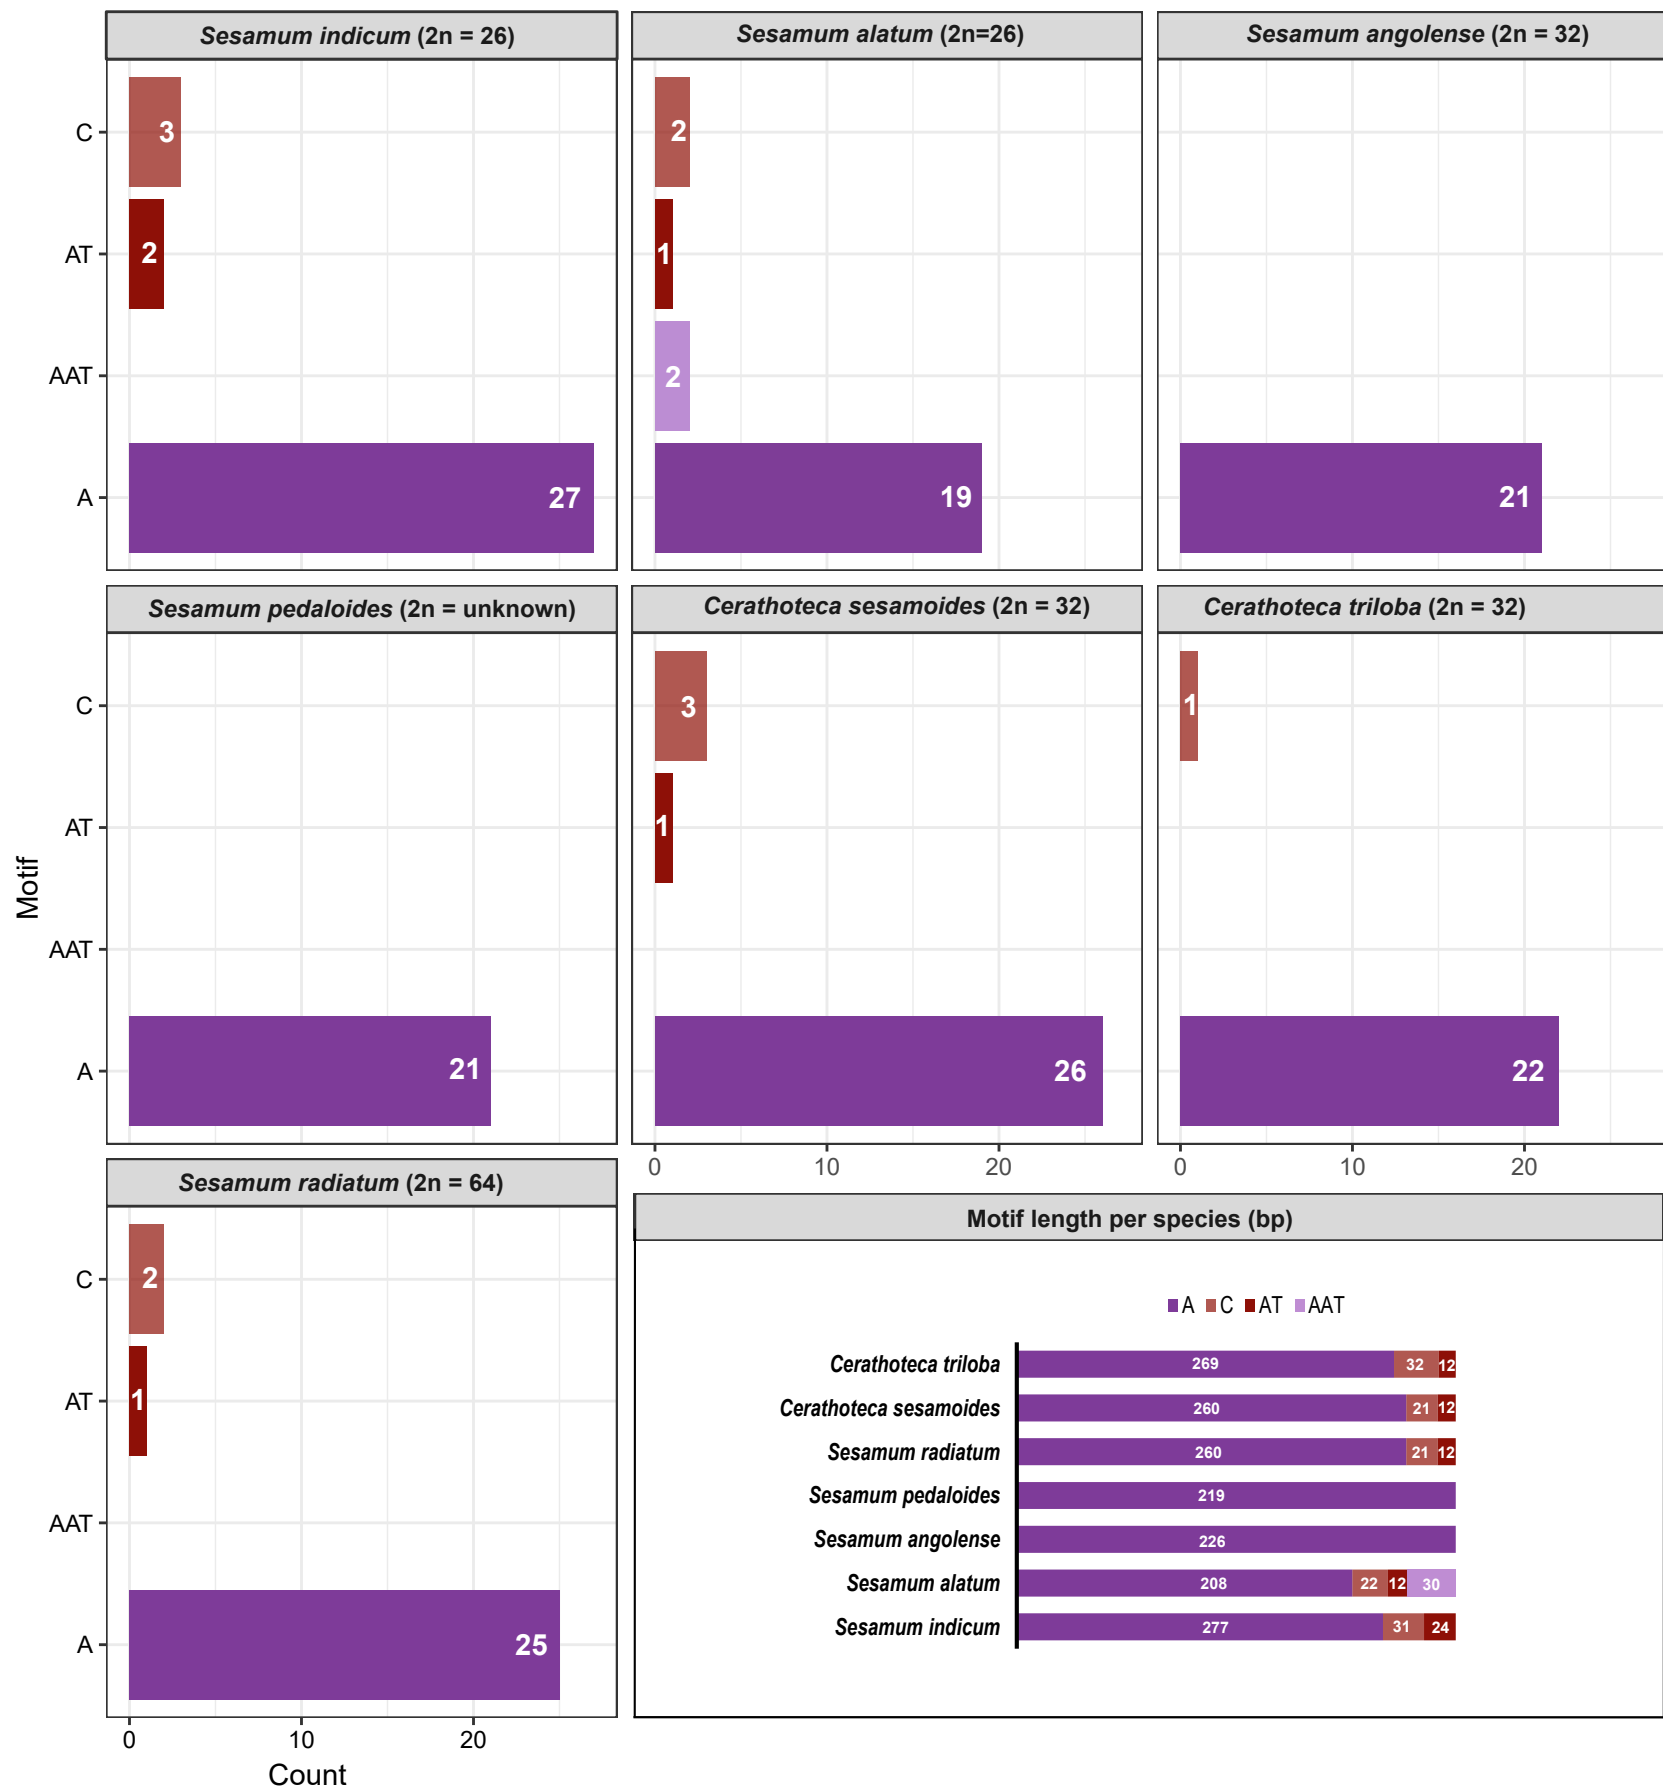 Sesamum indicum (2n = 26)
Sesamum alatum (2n=26)
Sesamum angolense (2n = 32)
C
3
2
AT
2
1
AAT
2
A
27
19
21
Sesamum pedaloides (2n = unknown)
Cerathoteca sesamoides (2n = 32)
Cerathoteca triloba (2n = 32)
C
3
1
AT
1
AAT
A
21
26
22
Motif
0 10 20
0 10 20
Sesamum radiatum (2n = 64)
C
2
AT
1
AAT
A
25
0 10 20
Count
Motif length per species (bp)
A C AT AAT
Cerathoteca triloba 269 32 12
Cerathoteca sesamoides 260 21 12
Sesamum radiatum 260 21 12
Sesamum pedaloides 219
Sesamum angolense 226
Sesamum alatum 208 22 12 30
Sesamum indicum 277 31 24